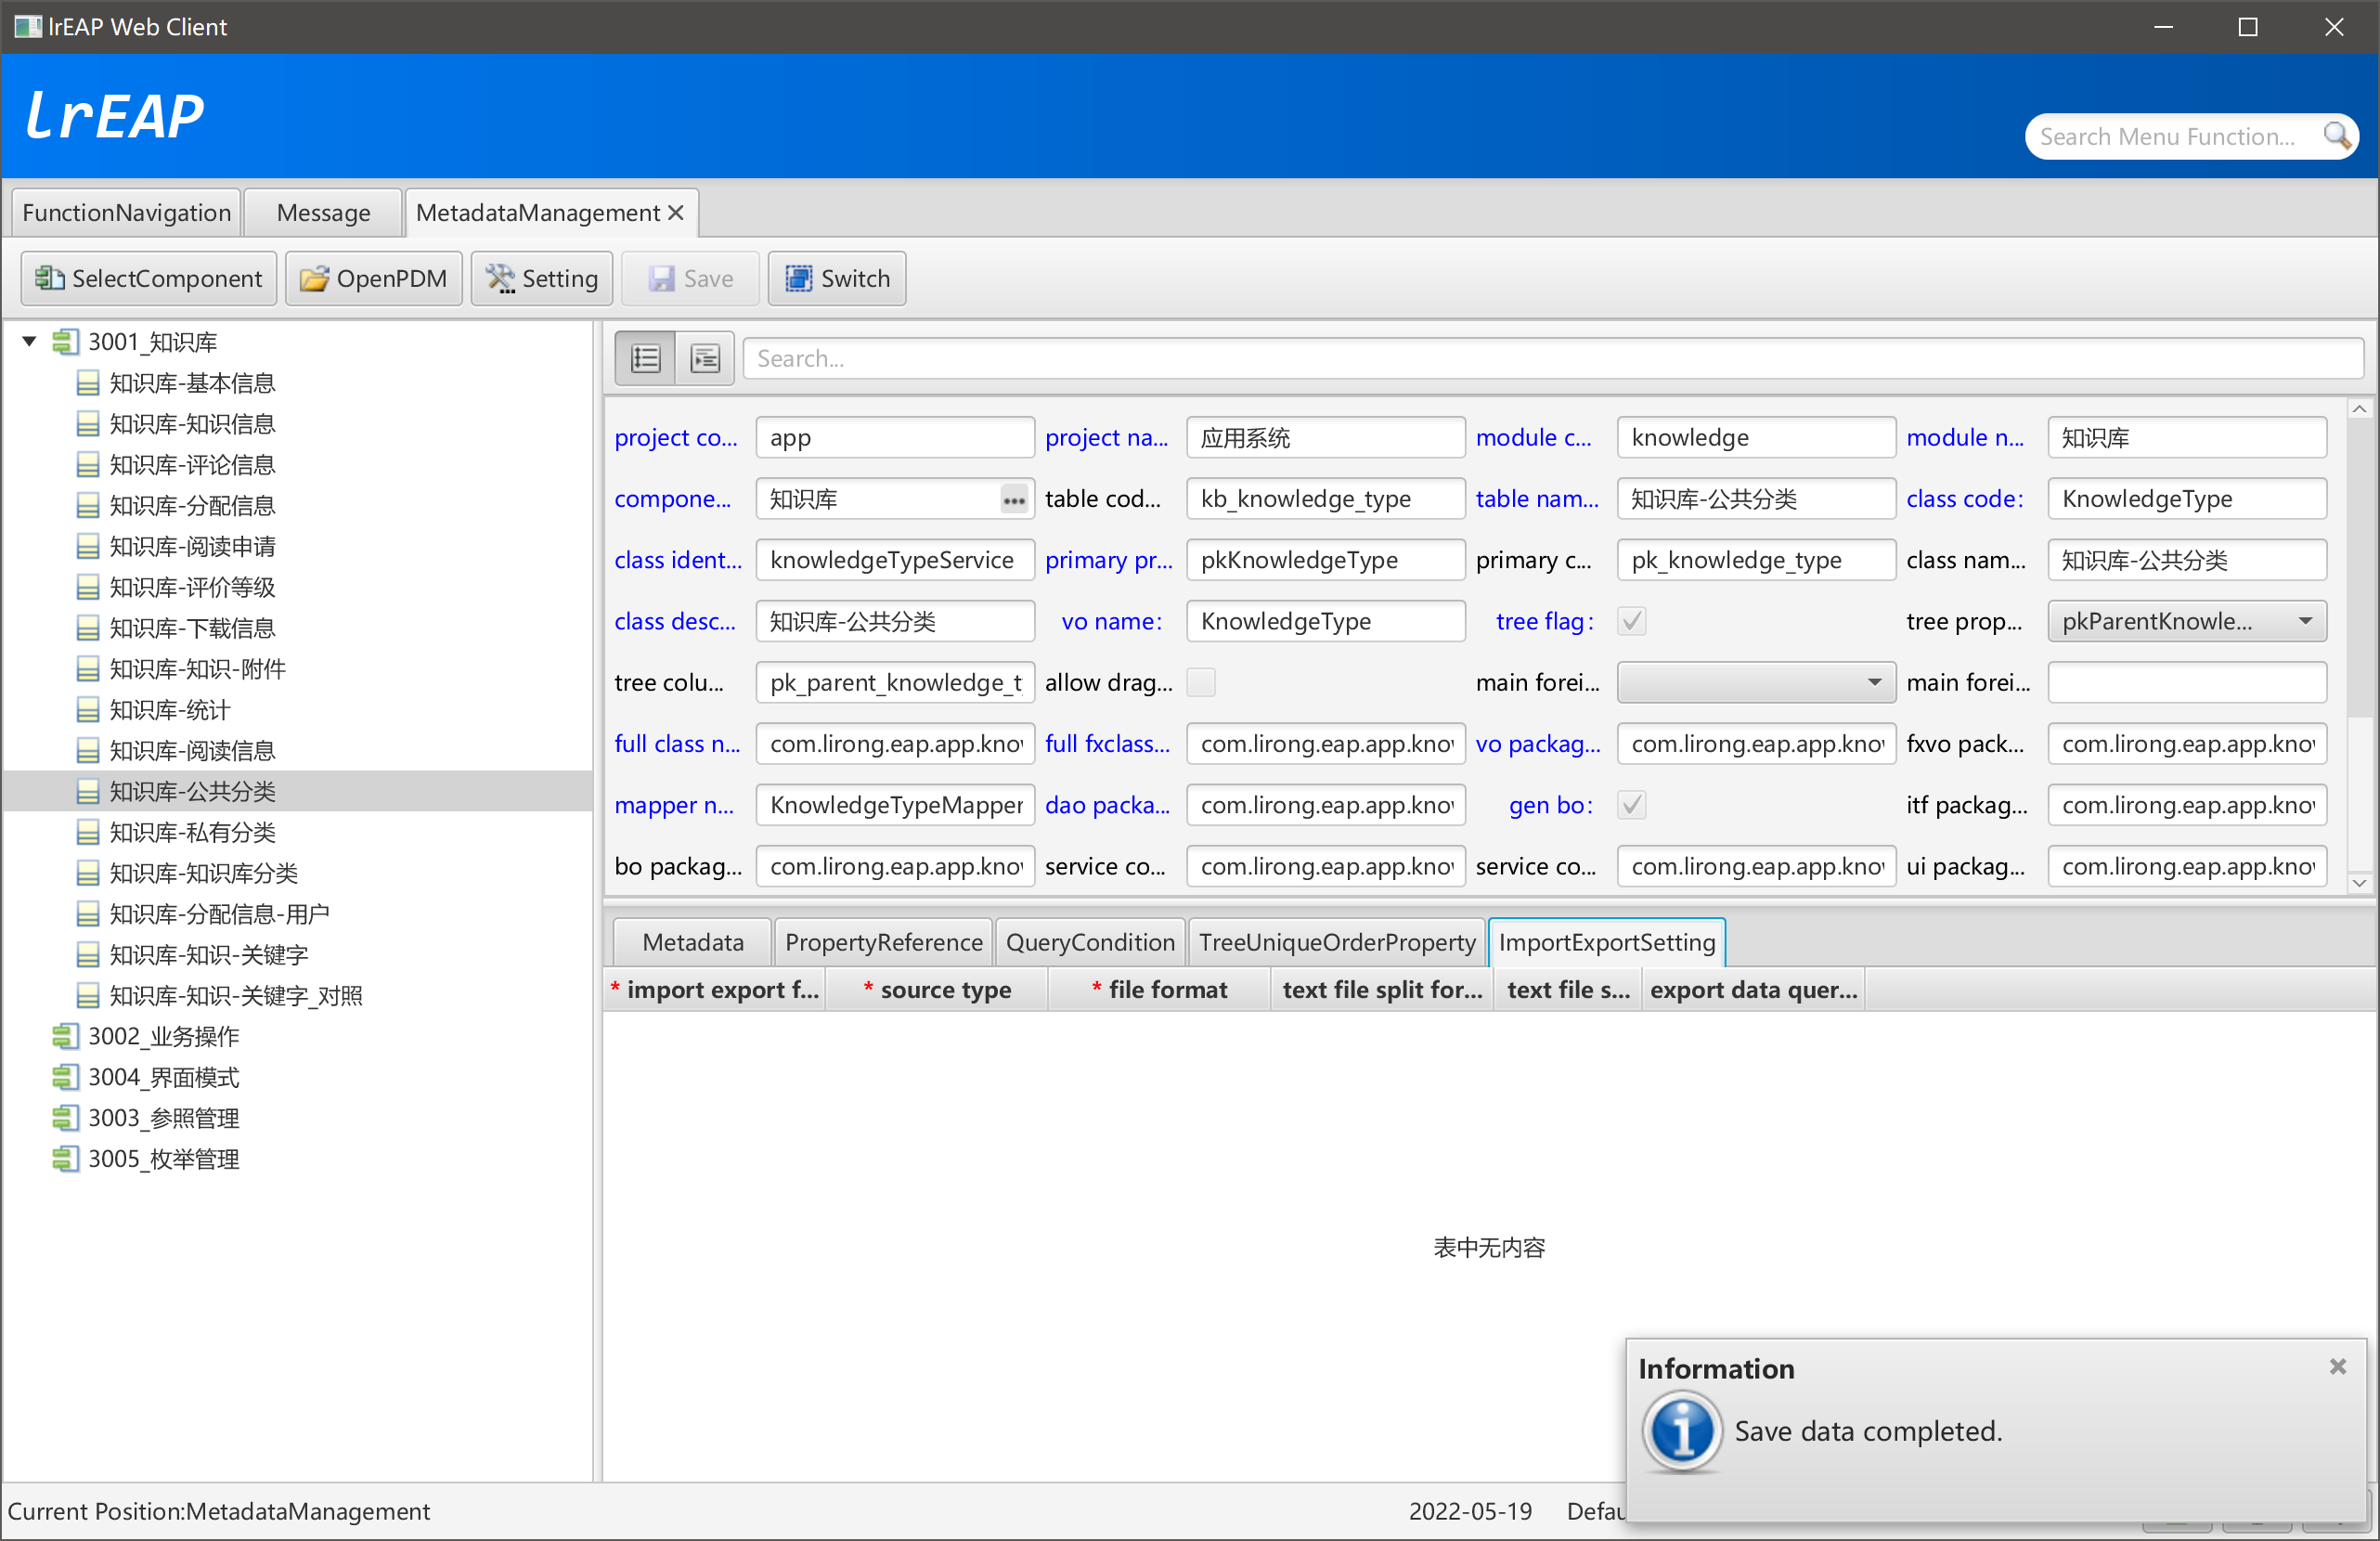 lrEAP Web Client
lrEAP
Search Menu Function...
FunctionNavigation
Message
MetadataManagement
SelectComponent
OpenPDM
Setting
Save
Switch
3001_知识库
知识库-基本信息
知识库-知识信息
知识库-评论信息
知识库-分配信息
知识库-阅读申请
知识库-评价等级
知识库-下载信息
知识库-知识-附件
知识库-统计
知识库-阅读信息
知识库-公共分类
知识库-私有分类
知识库-知识库分类
知识库-分配信息-用户
知识库-知识-关键字
知识库-知识-关键字_对照
3002_业务操作
3004_界面模式
3003_参照管理
3005_枚举管理
Search...
project co... app project na... 应用系统 module c... knowledge module n... 知识库
compone... 知识库 ••• table cod... kb_knowledge_type table nam... 知识库-公共分类 class code: KnowledgeType
class ident... knowledgeTypeService primary pr... pkKnowledgeType primary c... pk_knowledge_type class nam... 知识库-公共分类
class desc... 知识库-公共分类 vo name: KnowledgeType tree flag: tree prop... pkParentKnowle...
tree colu... pk_parent_knowledge_t allow drag... main forei... main forei...
full class n... com.lirong.eap.app.kno full fxclass... com.lirong.eap.app.kno vo packag... com.lirong.eap.app.kno fxvo pack... com.lirong.eap.app.kno
mapper n... KnowledgeTypeMapper dao packa... com.lirong.eap.app.kno gen bo: itf packag... com.lirong.eap.app.kno
bo packag... com.lirong.eap.app.kno service co... com.lirong.eap.app.kno service co... com.lirong.eap.app.kno ui packag... com.lirong.eap.app.kno
Metadata
PropertyReference
QueryCondition
TreeUniqueOrderProperty
ImportExportSetting
* import export f... * source type * file format text file split for... text file s... export data quer...
表中无内容
Information
Save data completed.
Current Position:MetadataManagement
2022-05-19
Defau